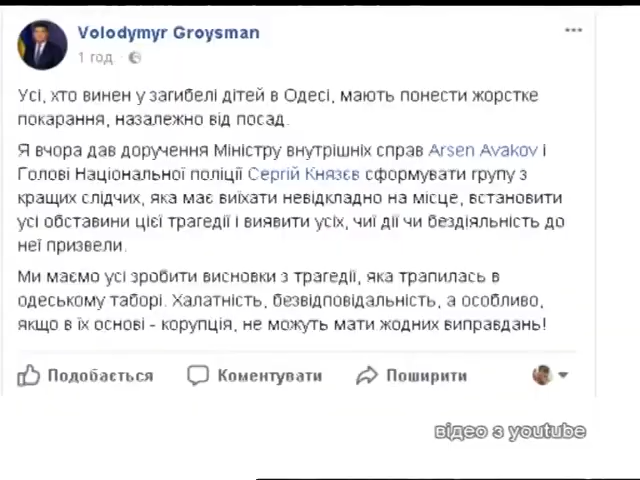 Volodymyr Groysman
1 год ·
Усі, хто винен у загибелі дітей в Одесі, мають понести жорстке
покарання, назалежно від посад.
Я вчора дав доручення Міністру внутрішніх справ Arsen Avakov і
Голові Національної поліції Сергій Князєв сформувати групу з
кращих слідчих, яка має виїхати невідкладно на місце, встановити
усі обставини цієї трагедії і виявити усіх, чиї дії чи бездіяльність до
неї призвели.
Ми маємо усі зробити висновки з трагедії, яка трапилась в
одеському таборі. Халатність, безвідповідальність, а особливо,
якщо в їх основі - корупція, не можуть мати жодних виправдань!
Подобається Коментувати Поширити
відео з youtube